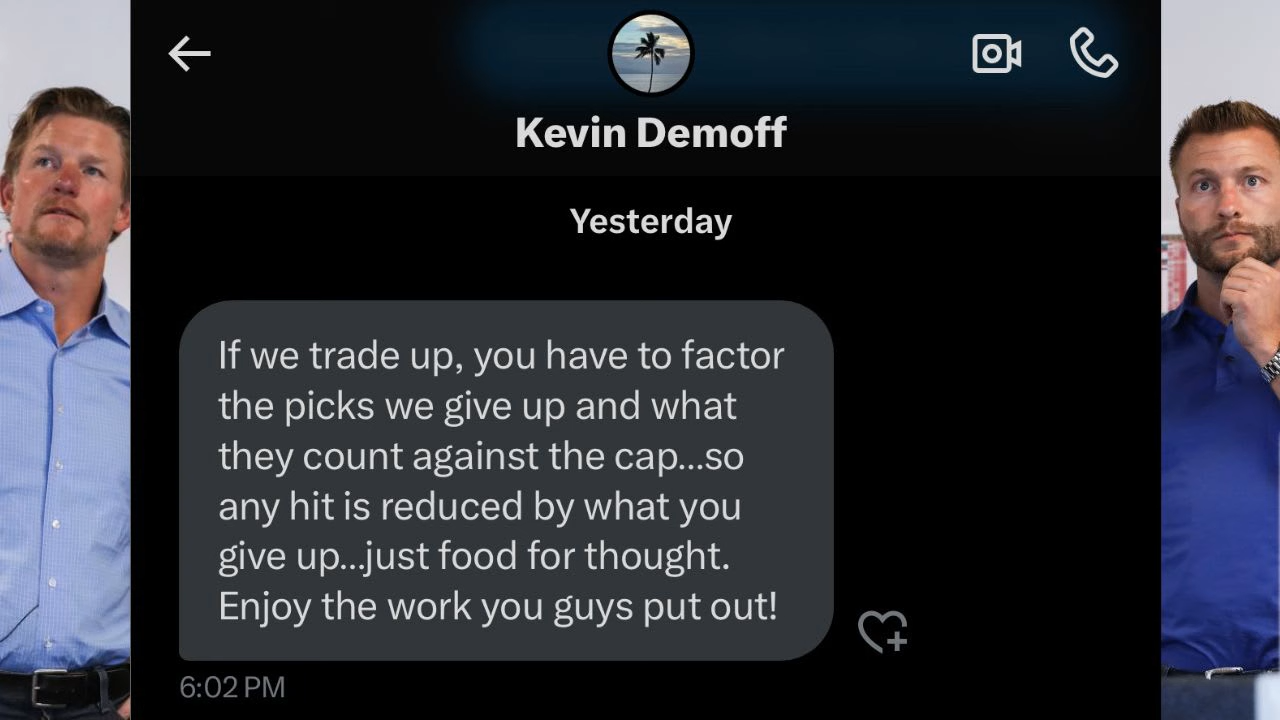 Kevin Demoff
Yesterday
If we trade up, you have to factor
the picks we give up and what
they count against the cap...so
any hit is reduced by what you
give up...just food for thought.
Enjoy the work you guys put out!
6:02 PM